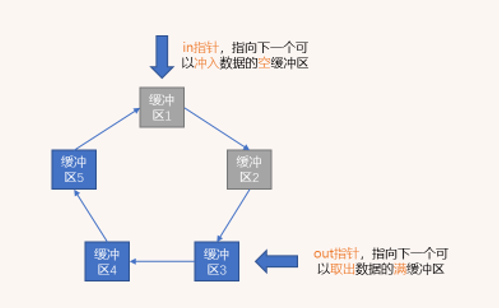 in指针，指向下一个可
以冲入数据的空缓冲区
缓冲
区1
缓冲
区5
缓冲
区2
缓冲
区4
缓冲
区3
out指针，指向下一个可
以取出数据的满缓冲区